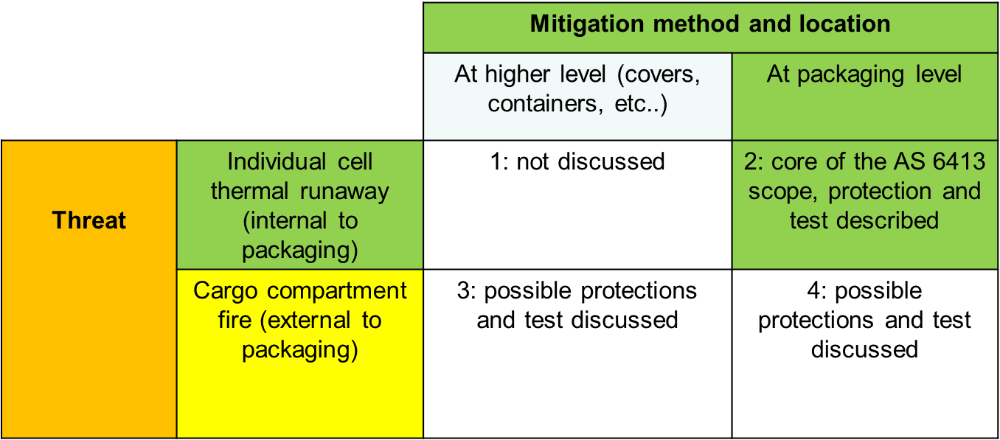 Mitigation method and location
At higher level (covers,
containers, etc..)
At packaging level
Threat
Individual cell
thermal runaway
(internal to
packaging)
1: not discussed
2: core of the AS 6413
scope, protection and
test described
Cargo compartment
fire (external to
packaging)
3: possible protections
and test discussed
4: possible
protections and test
discussed